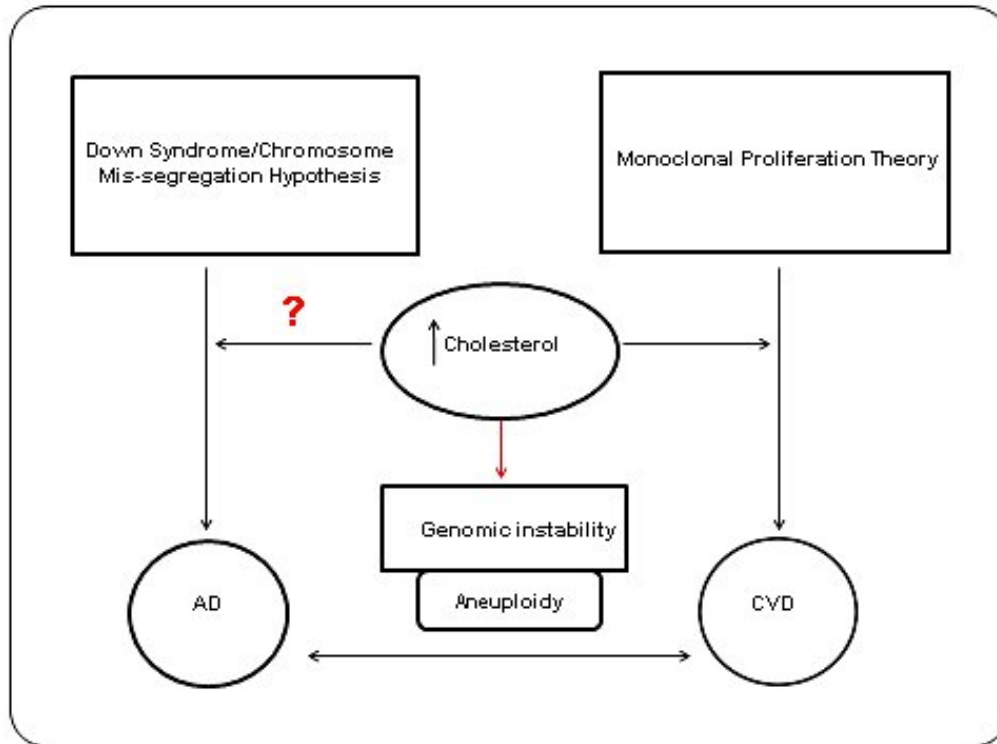 Down Syndrome/Chromosome
Mis-segregation Hypothesis
Monoclonal Proliferation Theory
?
↑ Cholesterol
Genomic instability
Aneuploidy
AD
CVD